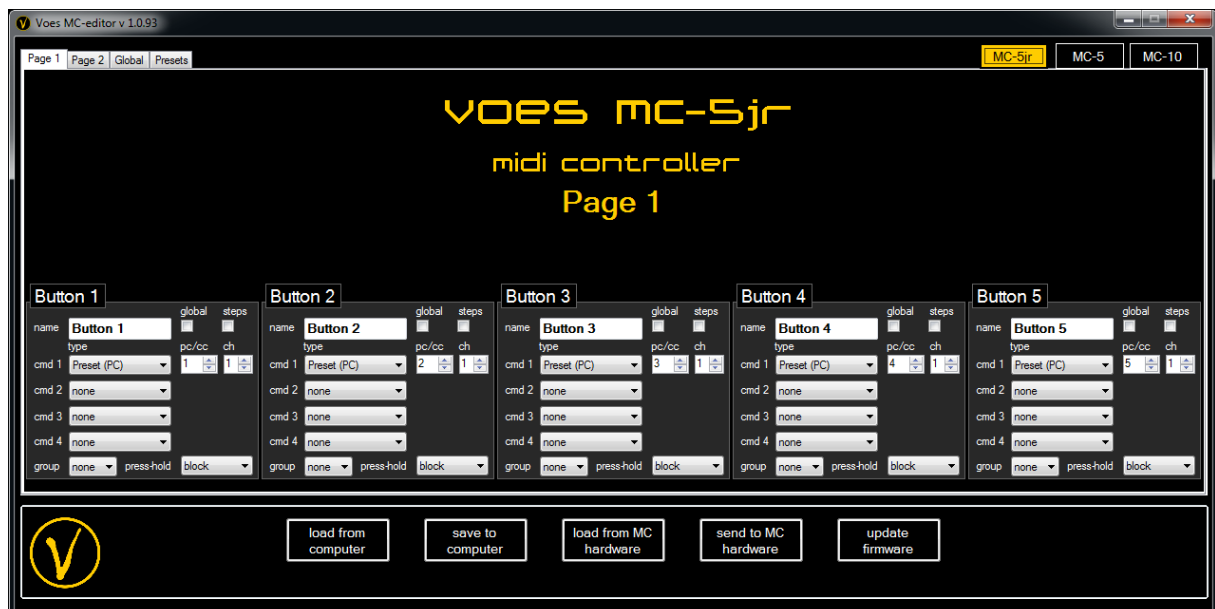 Voes MC-editor v 1.0.93
Page 1 Page 2 Global Presets MC-5jr MC-5 MC-10
voes mc-5jr
midi controller
Page 1
Button 1
global steps
name Button 1
type pc/cc ch
cmd 1 Preset (PC) 1 1
cmd 2 none
cmd 3 none
cmd 4 none
group none press-hold block
Button 2
global steps
name Button 2
type pc/cc ch
cmd 1 Preset (PC) 2 1
cmd 2 none
cmd 3 none
cmd 4 none
group none press-hold block
Button 3
global steps
name Button 3
type pc/cc ch
cmd 1 Preset (PC) 3 1
cmd 2 none
cmd 3 none
cmd 4 none
group none press-hold block
Button 4
global steps
name Button 4
type pc/cc ch
cmd 1 Preset (PC) 4 1
cmd 2 none
cmd 3 none
cmd 4 none
group none press-hold block
Button 5
global steps
name Button 5
type pc/cc ch
cmd 1 Preset (PC) 5 1
cmd 2 none
cmd 3 none
cmd 4 none
group none press-hold block
V
load from
computer
save to
computer
load from MC
hardware
send to MC
hardware
update
firmware